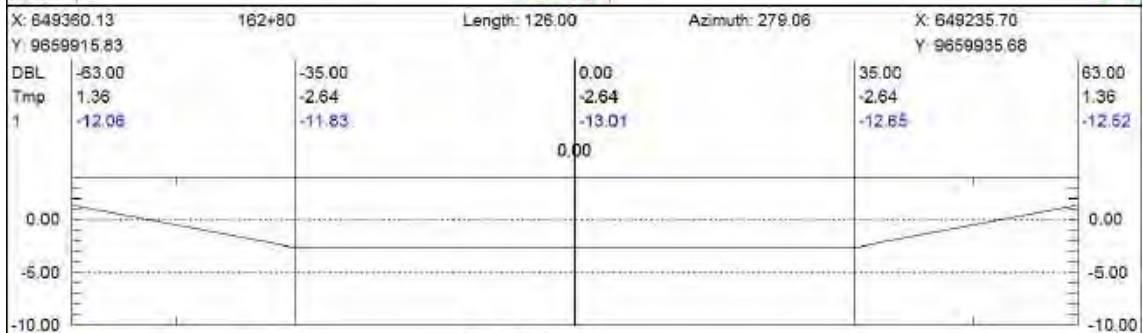 X: 649360.13 162+80 Length: 126.00 Azimuth: 279.06 X: 649235.70
Y: 9659915.83 Y: 9659935.68
DBL -63.00 -35.00 0.00 35.00 63.00
Tmp 1.36 -2.64 -2.64 -2.64 1.36
1 -12.06 -11.83 -13.01 -12.65 -12.52
0.00
0.00 0.00
-5.00 -5.00
-10.00 -10.00